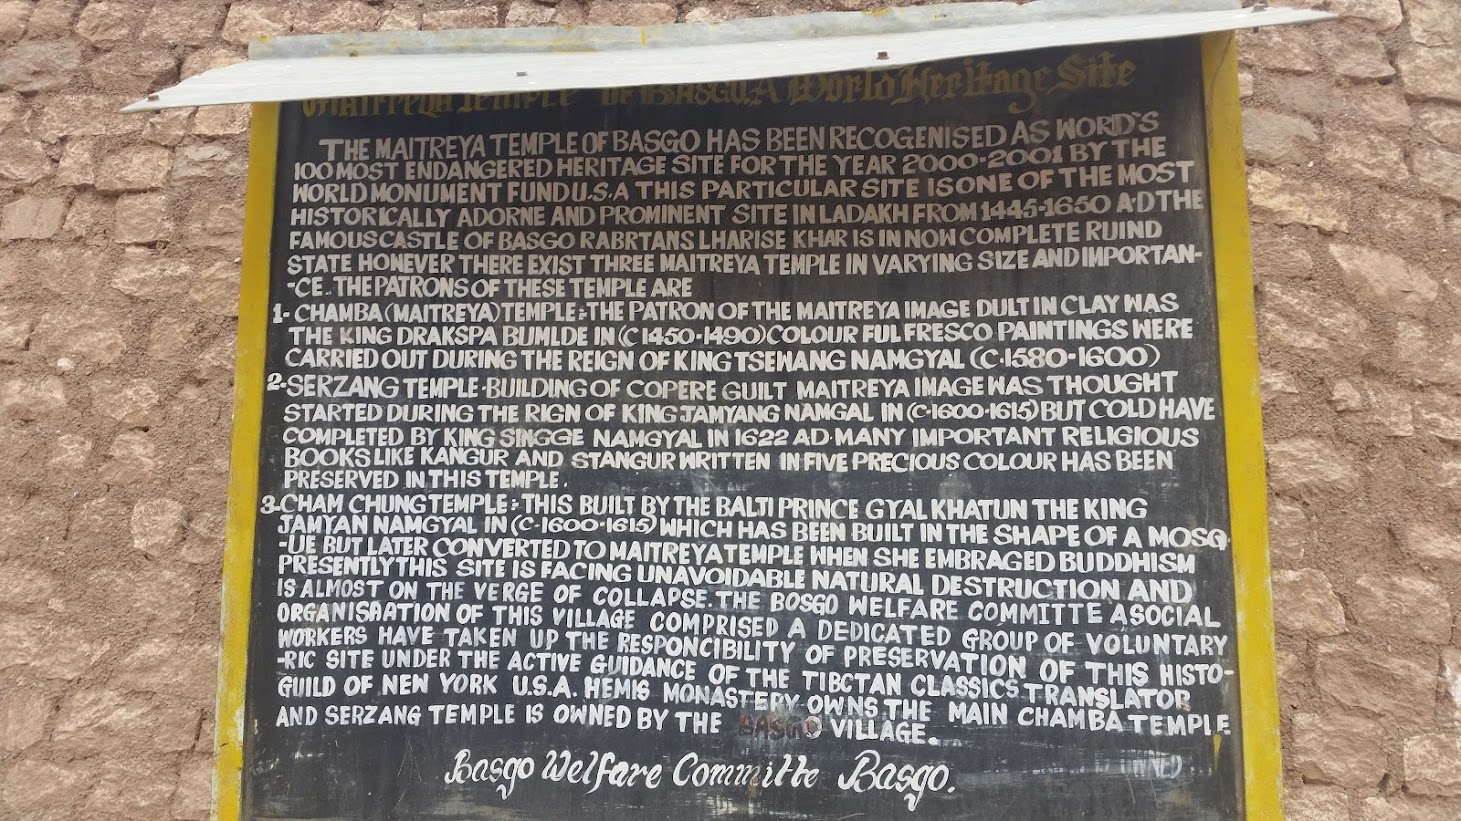 MAITREYA TEMPLE OF BASGO. A World Heritage Site
THE MAITREYA TEMPLE OF BASGO HAS BEEN RECOGENISED AS WORD'S
100 MOST ENDANGERED HERITAGE SITE FOR THE YEAR 2000-2001 BY THE
WORLD MONUMENT FUND U.S.A THIS PARTICULAR SITE IS ONE OF THE MOST
HISTORICALLY ADORNE AND PROMINENT SITE IN LADAKH FROM 1445-1650 A.D THE
FAMOUS CASTLE OF BASGO RABRTANS LHARISE KHAR IS IN NOW COMPLETE RUIND
STATE HOWEVER THERE EXIST THREE MAITREYA TEMPLE IN VARYING SIZE AND IMPORTAN-
-CE. THE PATRONS OF THESE TEMPLE ARE
1- CHAMBA (MAITREYA) TEMPLE:-THE PATRON OF THE MAITREYA IMAGE DULT IN CLAY WAS
THE KING DRAKSPA BUMLDE IN (C 1450-1490) COLOUR FUL FRESCO PAINTINGS WERE
CARRIED OUT DURING THE REIGN OF KING TSEWANG NAMGYAL (C-1580-1600)
2-SERZANG TEMPLE-BUILDING OF COPERE GUILT MAITREYA IMAGE WAS THOUGHT
STARTED DURING THE RIGN OF KING JAMYANG NAMGAL IN (C-1600-1615) BUT COLD HAVE
COMPLETED BY KING SINGGE NAMGYAL IN 1622 AD. MANY IMPORTANT RELIGIOUS
BOOKS LIKE KANGUR AND STANGUR WRITTEN IN FIVE PRECIOUS COLOUR HAS BEEN
PRESERVED IN THIS TEMPLE.
3-CHAM CHUNG TEMPLE:-THIS BUILT BY THE BALTI PRINCE GYAL KHATUN THE KING
JAMYAN NAMGYAL IN (C-1600-1615) WHICH HAS BEEN BUILT IN THE SHAPE OF A MOSQ
-UE BUT LATER CONVERTED TO MAITREYA TEMPLE WHEN SHE EMBRAGED BUDDHISM
PRESENTLY THIS SITE IS FACING UNAVOIDABLE NATURAL DESTRUCTION AND
IS ALMOST ON THE VERGE OF COLLAPSE. THE BOSGO WELFARE COMMITTE ASOCIAL
ORGANISRATION OF THIS VILLAGE COMPRISED A DEDICATED GROUP OF VOLUNTARY
WORKERS HAVE TAKEN UP THE RESPONCIBILITY OF PRESERVATION OF THIS HISTO-
-RIC SITE UNDER THE ACTIVE GUIDANCE OF THE TIBCTAN CLASSICS TRANSLATOR
GUILD OF NEW YORK U.S.A. HEMIS MONASTERY OWNS THE MAIN CHAMBA TEMPLE
AND SERZANG TEMPLE IS OWNED BY THE BASGO VILLAGE.
Basgo Welfare Committe Basgo.
OWNED